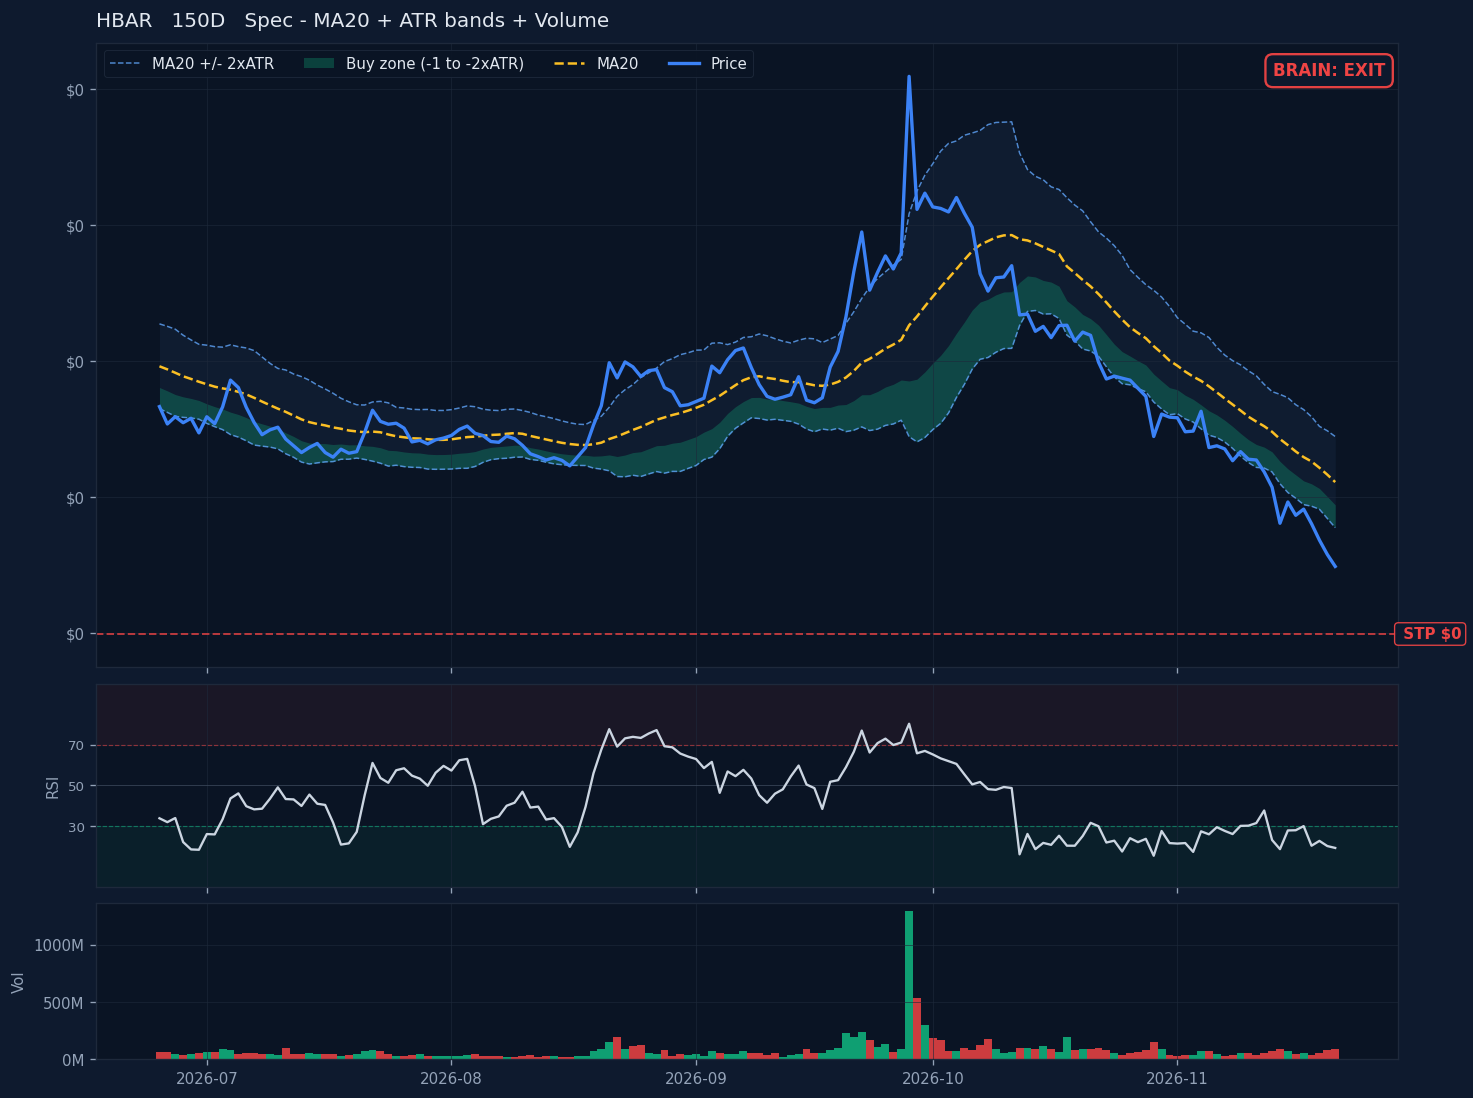 HBAR 150D Spec - MA20 + ATR bands + Volume
MA20 +/- 2xATR Buy zone (-1 to -2xATR) MA20 Price
BRAIN: EXIT
$0
$0
$0
$0
$0
STP $0
70
50
30
RSI
1000M
500M
0M
Vol
2026-07 2026-08 2026-09 2026-10 2026-11